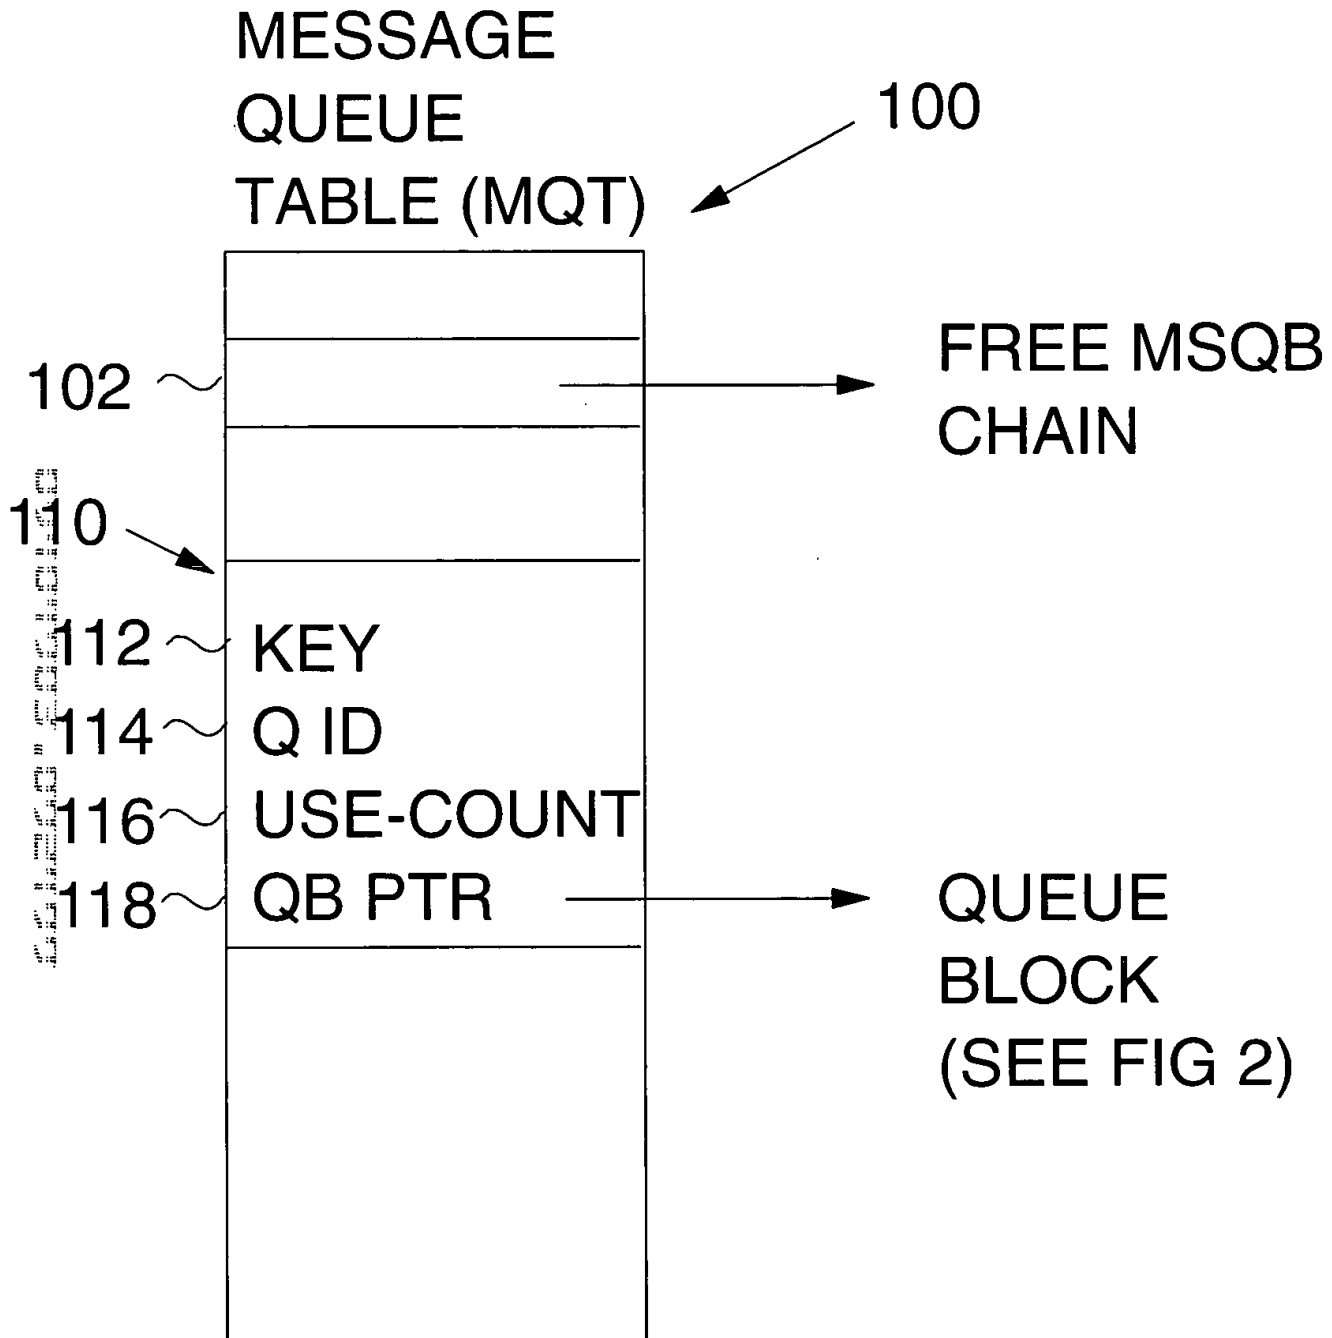 MESSAGE
QUEUE
TABLE (MQT)
100
102
FREE MSQB
CHAIN
110
112 KEY
114 Q ID
116 USE-COUNT
118 QB PTR
QUEUE
BLOCK
(SEE FIG 2)